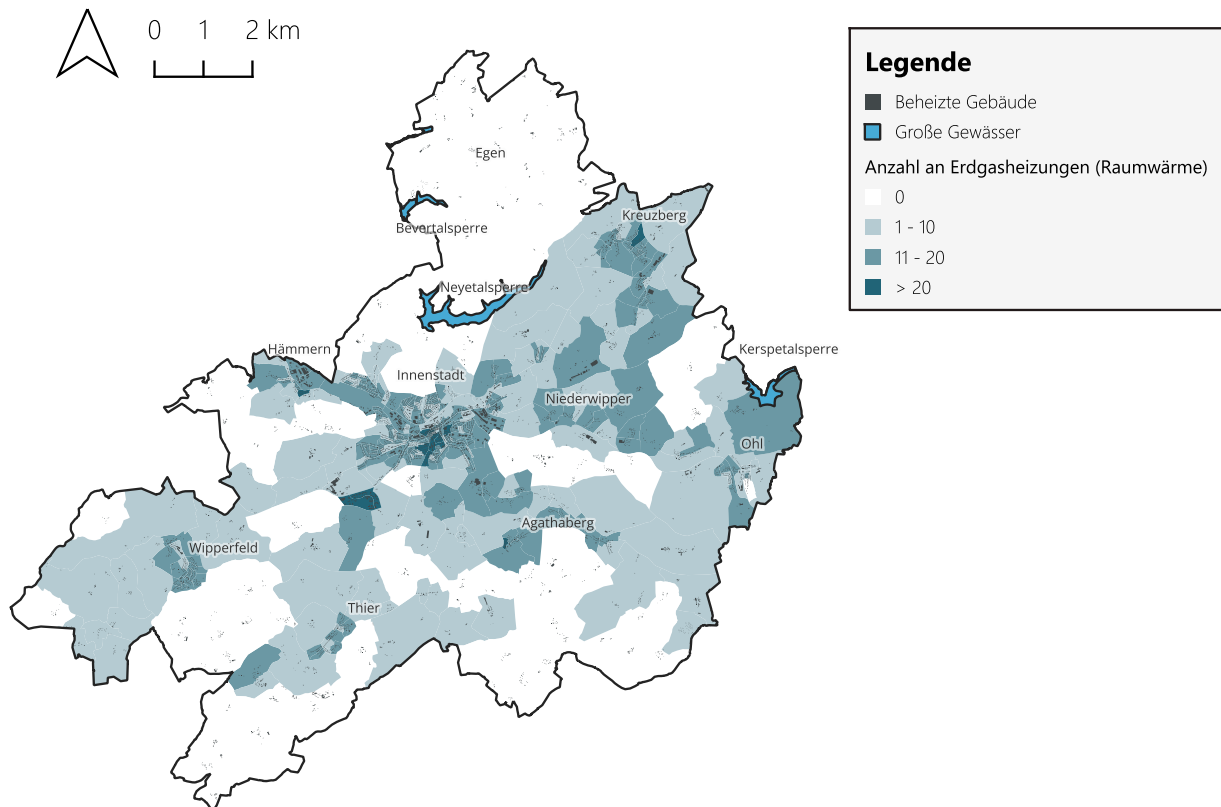 0 1 2 km
Legende
Beheizte Gebäude
Große Gewässer
Anzahl an Erdgasheizungen (Raumwärme)
0
1 - 10
11 - 20
> 20
Egen
Kreuzberg
Bevertalsperre
Neyetalsperre
Hämmern
Kerspetalsperre
Innenstadt
Niederwipper
Ohl
Agathaberg
Wipperfeld
Thier